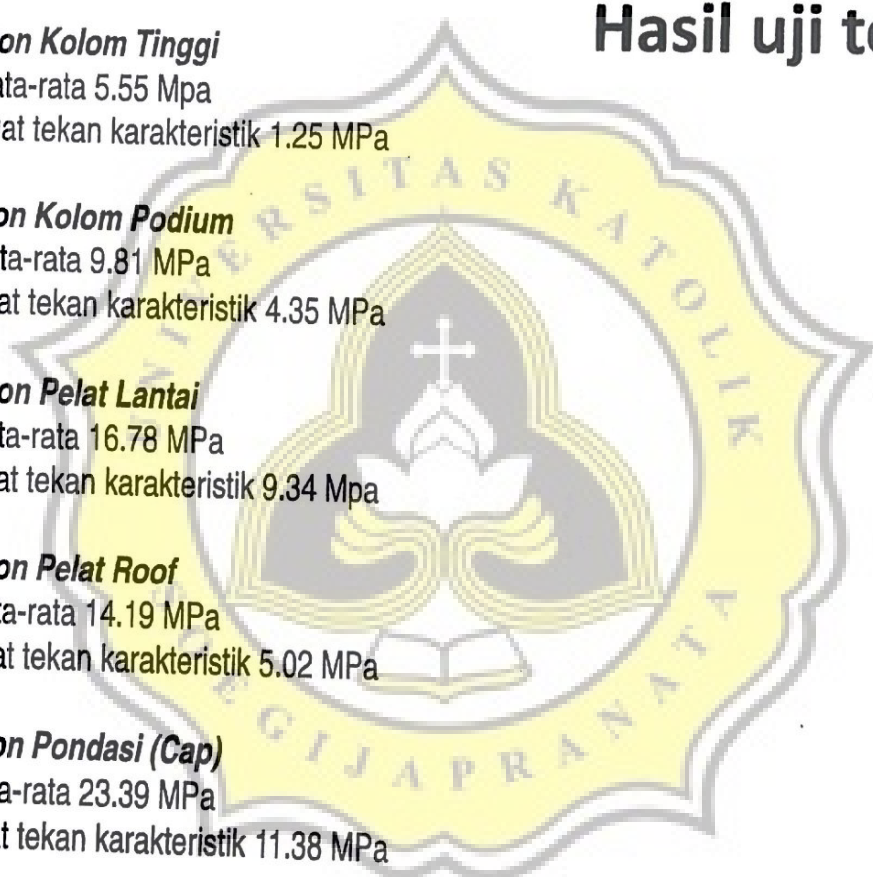 Hasil uji te
on Kolom Tinggi
ata-rata 5.55 Mpa
at tekan karakteristik 1.25 MPa
on Kolom Podium
ta-rata 9.81 MPa
at tekan karakteristik 4.35 MPa
on Pelat Lantai
ta-rata 16.78 MPa
at tekan karakteristik 9.34 Mpa
on Pelat Roof
ta-rata 14.19 MPa
at tekan karakteristik 5.02 MPa
on Pondasi (Cap)
a-rata 23.39 MPa
t tekan karakteristik 11.38 MPa
UNIVERSITAS KATOLIK
SOEGIJAPRANATA